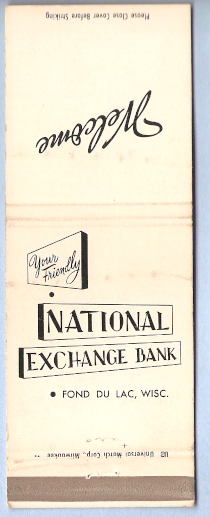 Please Close Cover Before Striking
Welcome
Your
Friendly
NATIONAL
EXCHANGE BANK
• FOND DU LAC, WISC.
Universal Match Corp., Milwaukee